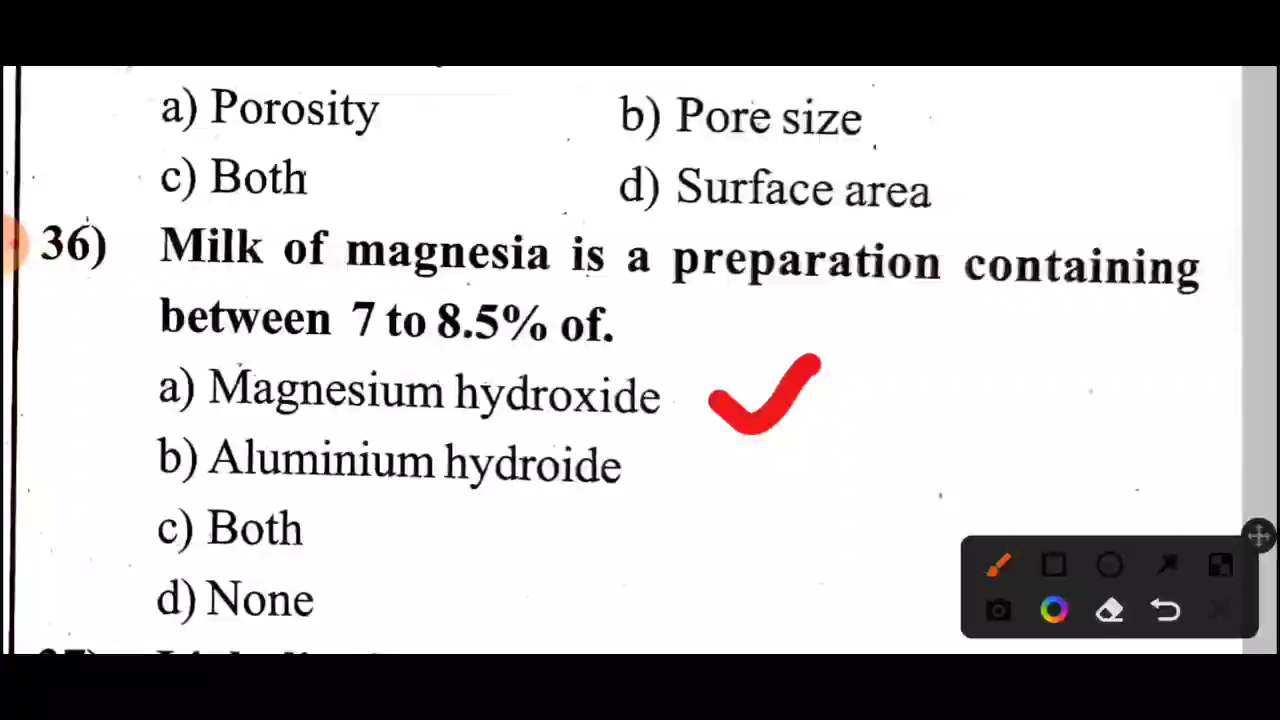 a) Porosity b) Pore size
c) Both d) Surface area
36) Milk of magnesia is a preparation containing
between 7 to 8.5% of.
a) Magnesium hydroxide
b) Aluminium hydroide
c) Both
d) None